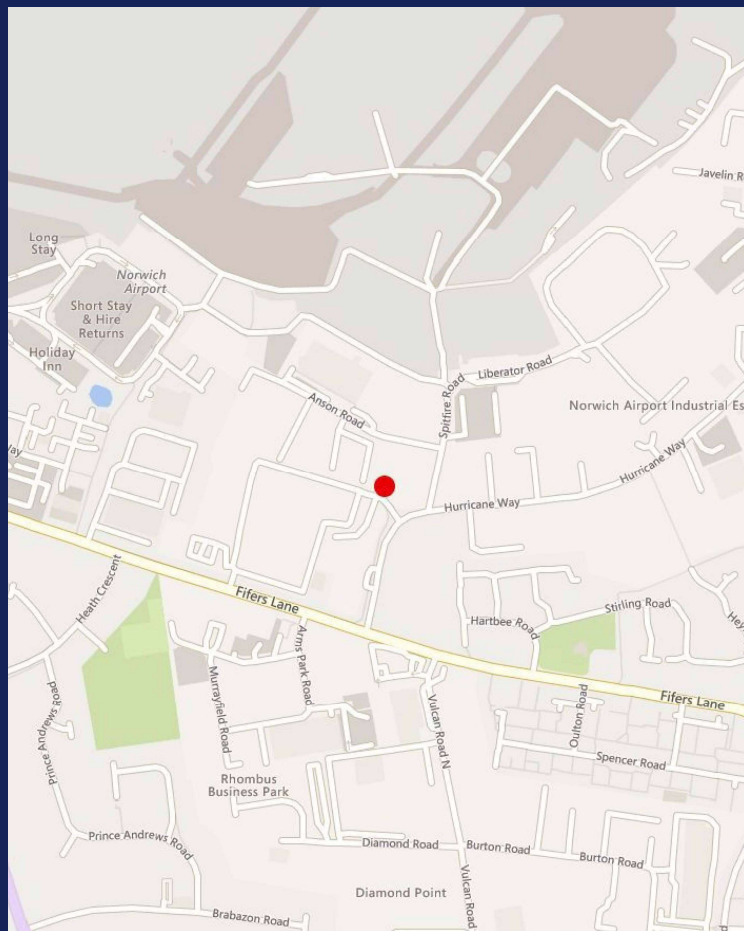 Javelin R
Long
Stay
Norwich
Airport
Short Stay
& Hire
Returns
Holiday
Inn
Liberator Road
Spitfire Road
Anson Road
Norwich Airport Industrial Es
Hurricane Way
Hurricane Way
Heath Crescent
Fifers Lane
Stirling Road
Hartbee Road
Arms Park Road
Murrayfield Road
Prince Andrews Road
Fifers Lane
Oulton Road
Vulcan Road N
Spencer Road
Rhombus
Business Park
Prince Andrews Road
Diamond Road
Burton Road
Burton Road
Vulcan Road
Diamond Point
Brabazon Road